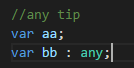 //any tip
var aa;
var bb : any;